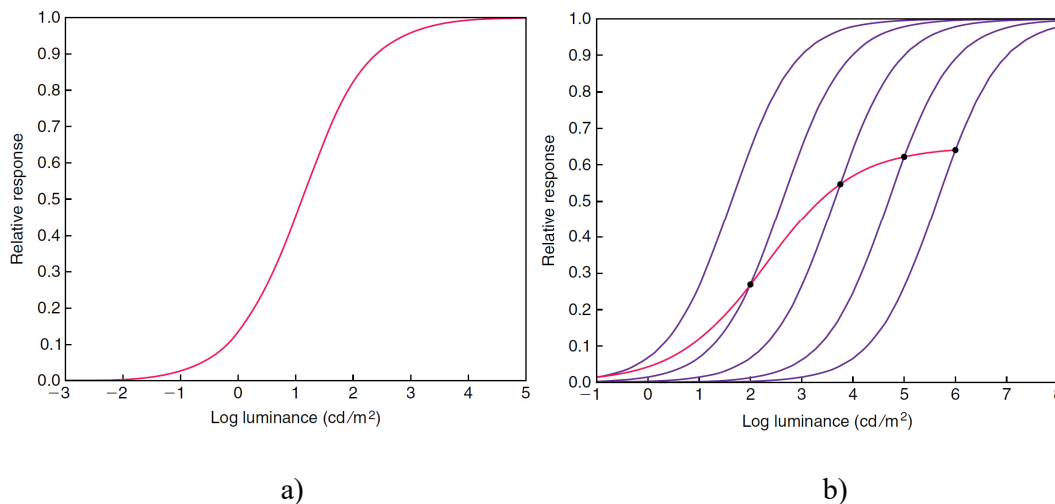 1.0
0.9
0.8
0.7
0.6
0.5
0.4
0.3
0.2
0.1
0.0
Relative response
−3 −2 −1 0 1 2 3 4 5
Log luminance (cd/m²)
a)
1.0
0.9
0.8
0.7
0.6
0.5
0.4
0.3
0.2
0.1
0.0
Relative response
−1 0 1 2 3 4 5 6 7 8
Log luminance (cd/m²)
b)